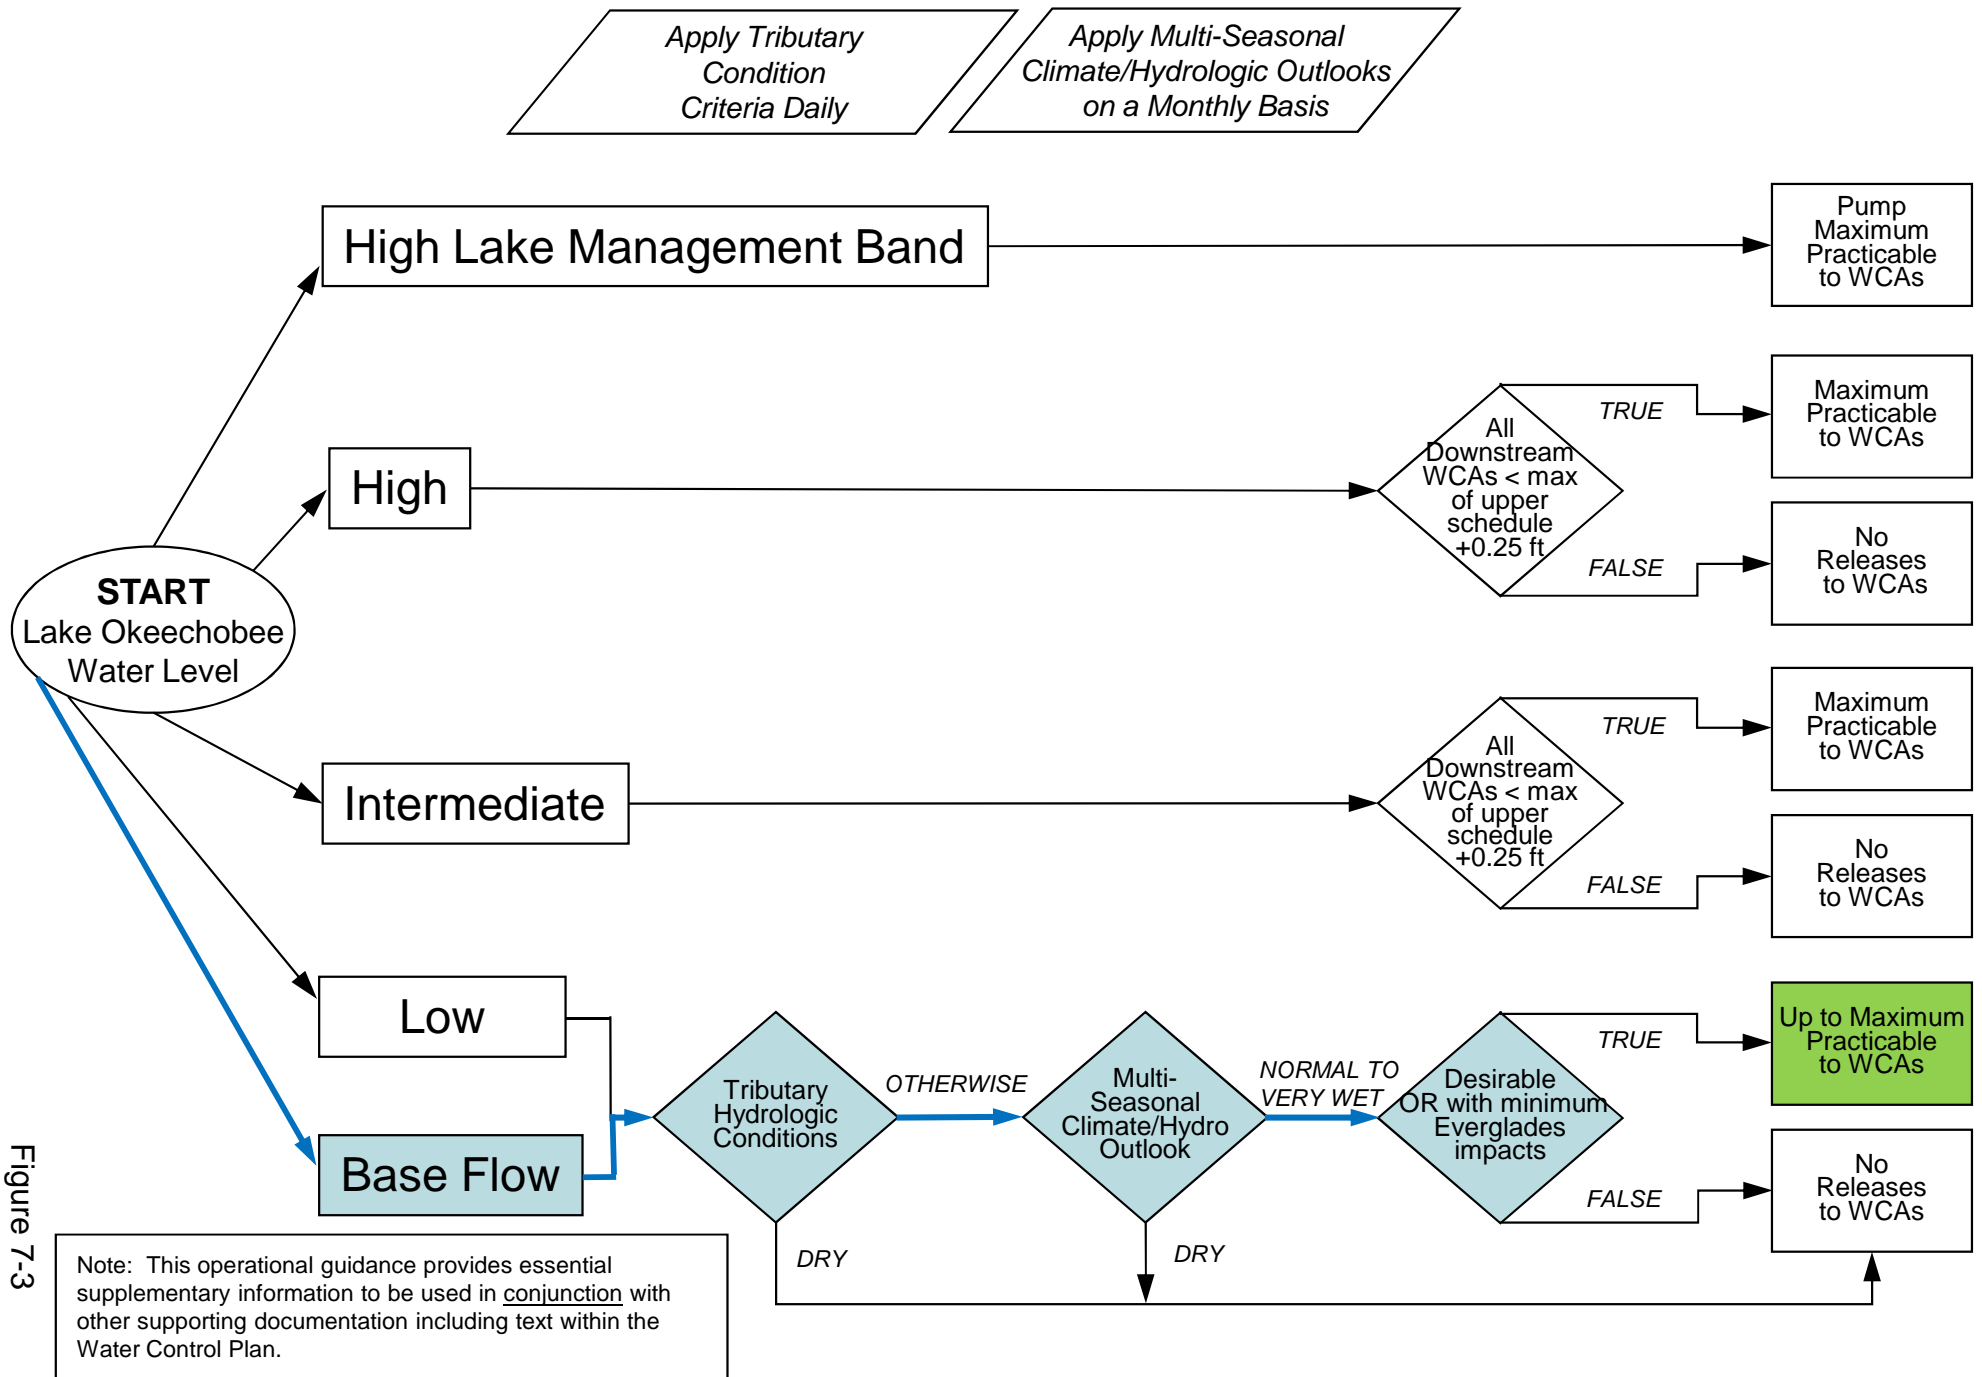 Apply Tributary
Condition
Criteria Daily
Apply Multi-Seasonal
Climate/Hydrologic Outlooks
on a Monthly Basis
High Lake Management Band
Pump
Maximum
Practicable
to WCAs
High
All
Downstream
WCAs < max
of upper
schedule
+0.25 ft
TRUE
Maximum
Practicable
to WCAs
FALSE
No
Releases
to WCAs
START
Lake Okeechobee
Water Level
Intermediate
All
Downstream
WCAs < max
of upper
schedule
+0.25 ft
TRUE
Maximum
Practicable
to WCAs
FALSE
No
Releases
to WCAs
Low
Base Flow
Tributary
Hydrologic
Conditions
OTHERWISE
Multi-
Seasonal
Climate/Hydro
Outlook
NORMAL TO
VERY WET
Desirable
OR with minimum
Everglades
impacts
TRUE
Up to Maximum
Practicable
to WCAs
FALSE
No
Releases
to WCAs
DRY
DRY
Note: This operational guidance provides essential
supplementary information to be used in conjunction with
other supporting documentation including text within the
Water Control Plan.
Figure 7-3